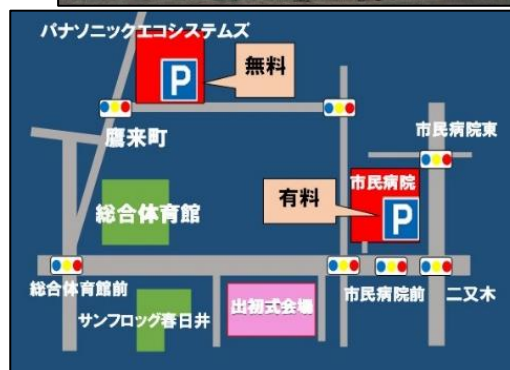 パナソニックエコシステムズ
P
無料
鷹来町
市民病院東
総合体育館
有料
市民病院
P
総合体育館前
サンフロッグ春日井
出初式会場
市民病院前
二又木